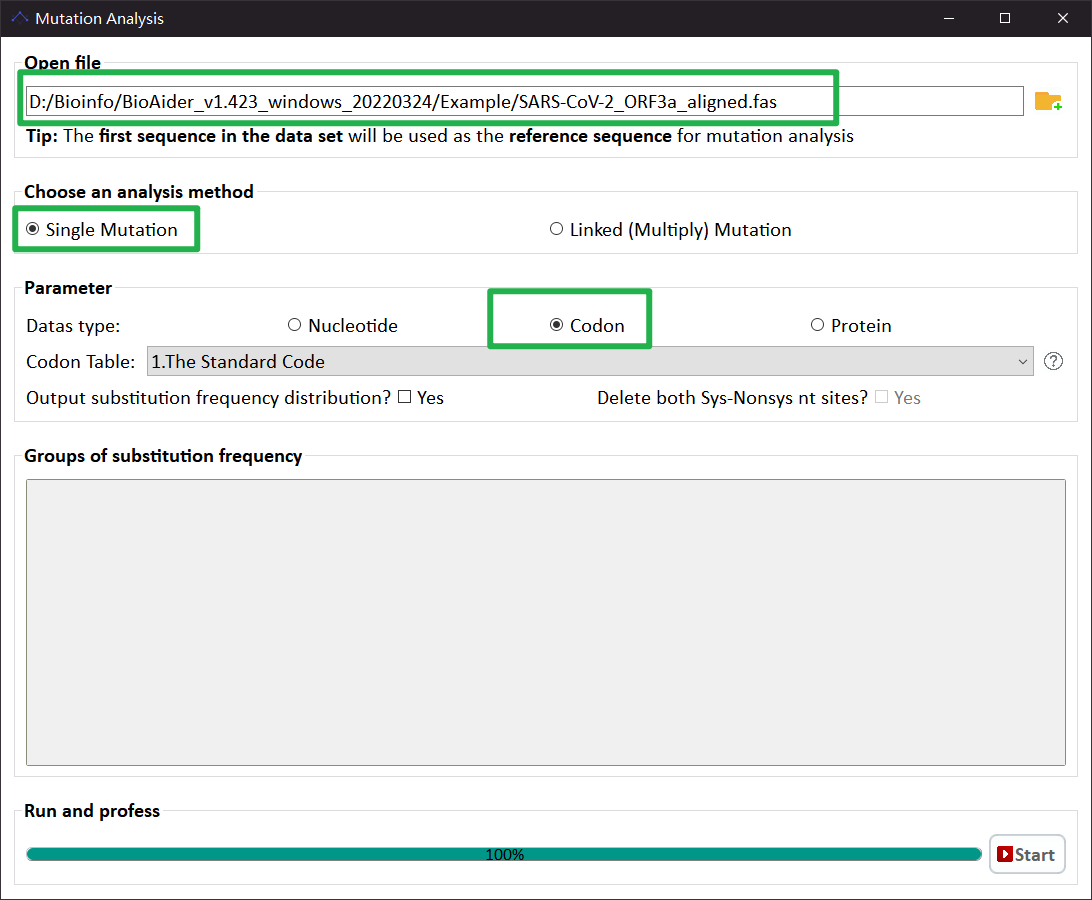 Mutation Analysis
Open file
D:/Bioinfo/BioAider_v1.423_windows_20220324/Example/SARS-CoV-2_ORF3a_aligned.fas
Tip: The first sequence in the data set will be used as the reference sequence for mutation analysis
Choose an analysis method
Single Mutation Linked (Multiply) Mutation
Parameter
Datas type: Nucleotide Codon Protein
Codon Table: 1.The Standard Code ?
Output substitution frequency distribution? Yes Delete both Sys-Nonsys nt sites? Yes
Groups of substitution frequency
Run and profess
100% Start